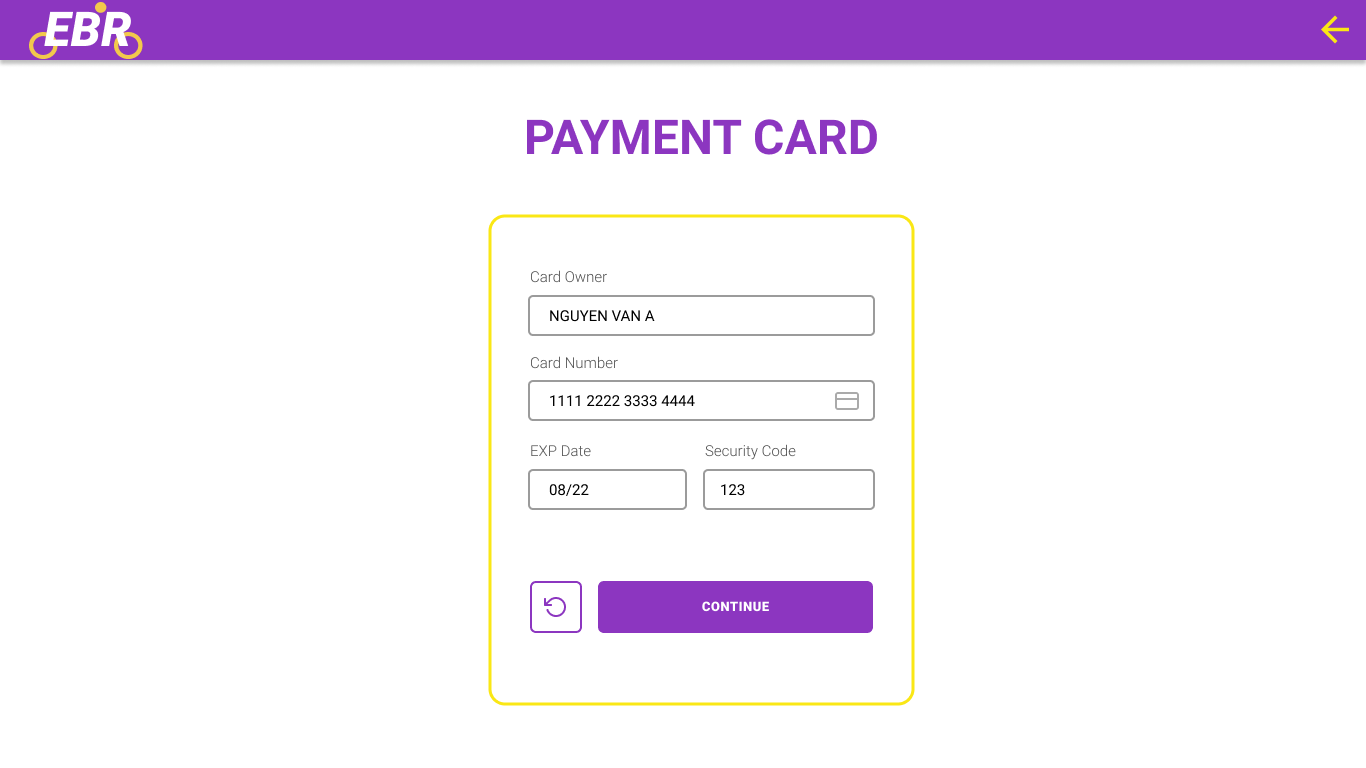 EBR
PAYMENT CARD
Card Owner
NGUYEN VAN A
Card Number
1111 2222 3333 4444
EXP Date
Security Code
08/22
123
CONTINUE